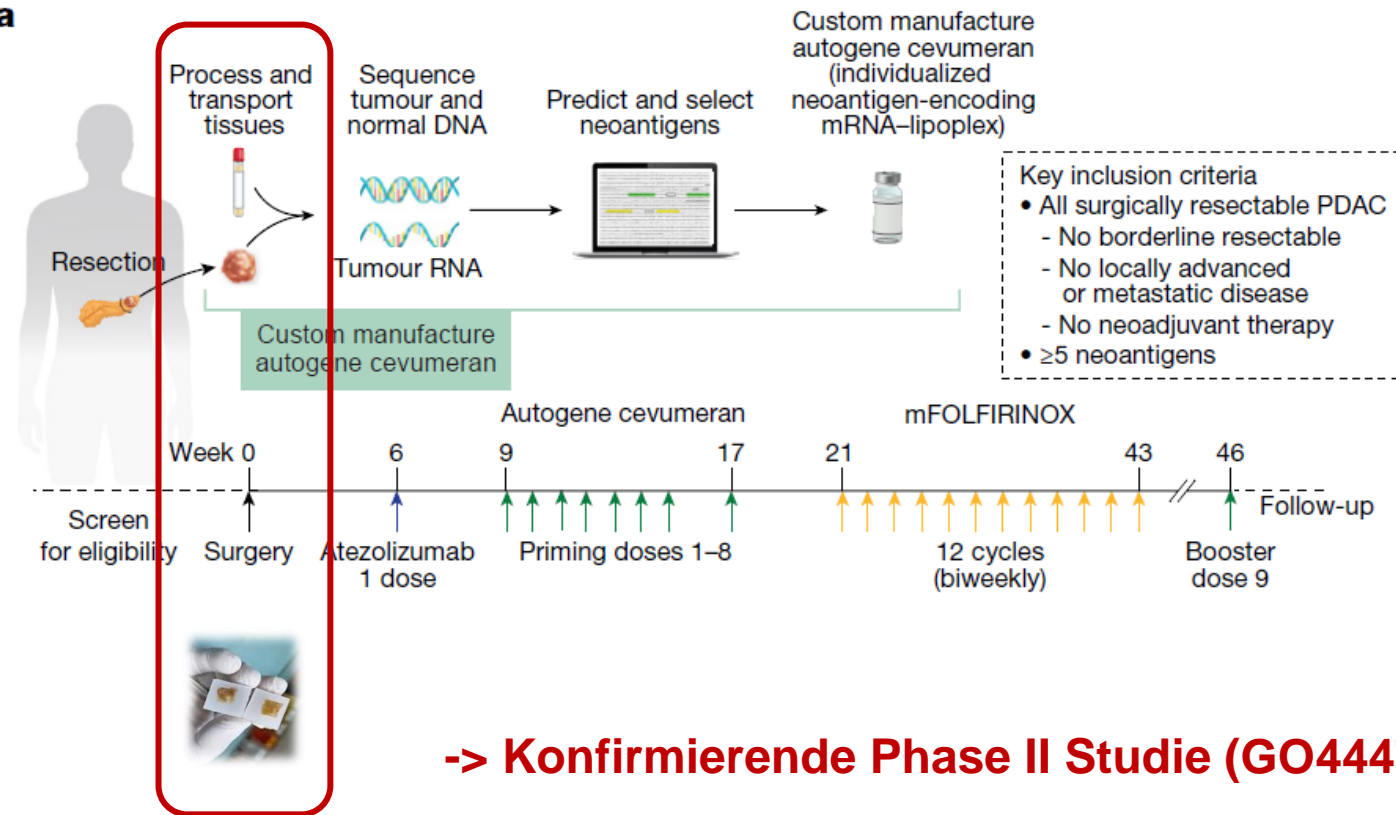 a
Process and
transport
tissues
Sequence
tumour and
normal DNA
Predict and select
neoantigens
Custom manufacture
autogene cevumeran
(individualized
neoantigen-encoding
mRNA–lipoplex)
Resection
Tumour RNA
Custom manufacture
autogene cevumeran
Key inclusion criteria
• All surgically resectable PDAC
- No borderline resectable
- No locally advanced
or metastatic disease
- No neoadjuvant therapy
• ≥5 neoantigens
Autogene cevumeran mFOLFIRINOX
Week 0 6 9 17 21 43 46
Follow-up
Screen
for eligibility
Surgery
Atezolizumab
1 dose
Priming doses 1–8
12 cycles
(biweekly)
Booster
dose 9
-> Konfirmierende Phase II Studie (GO444